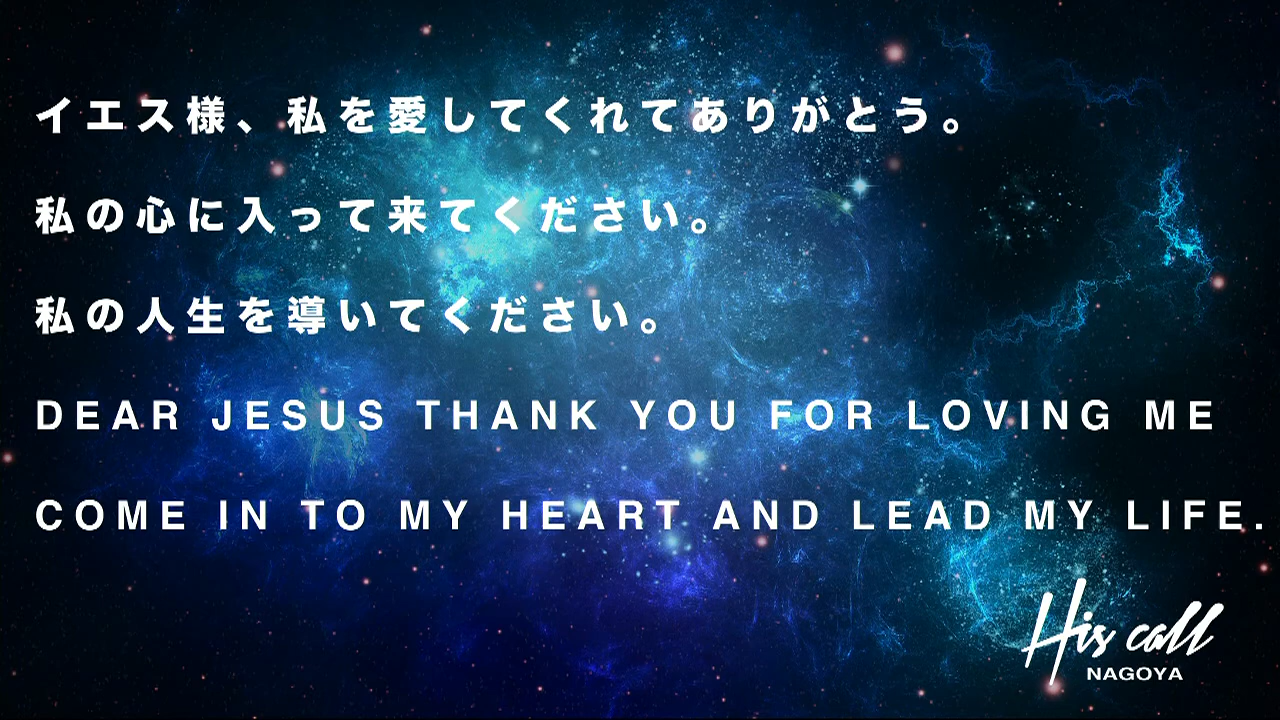 イエス様、私を愛してくれてありがとう。
私の心に入って来てください。
私の人生を導いてください。
DEAR JESUS THANK YOU FOR LOVING ME
COME IN TO MY HEART AND LEAD MY LIFE.
His call
NAGOYA